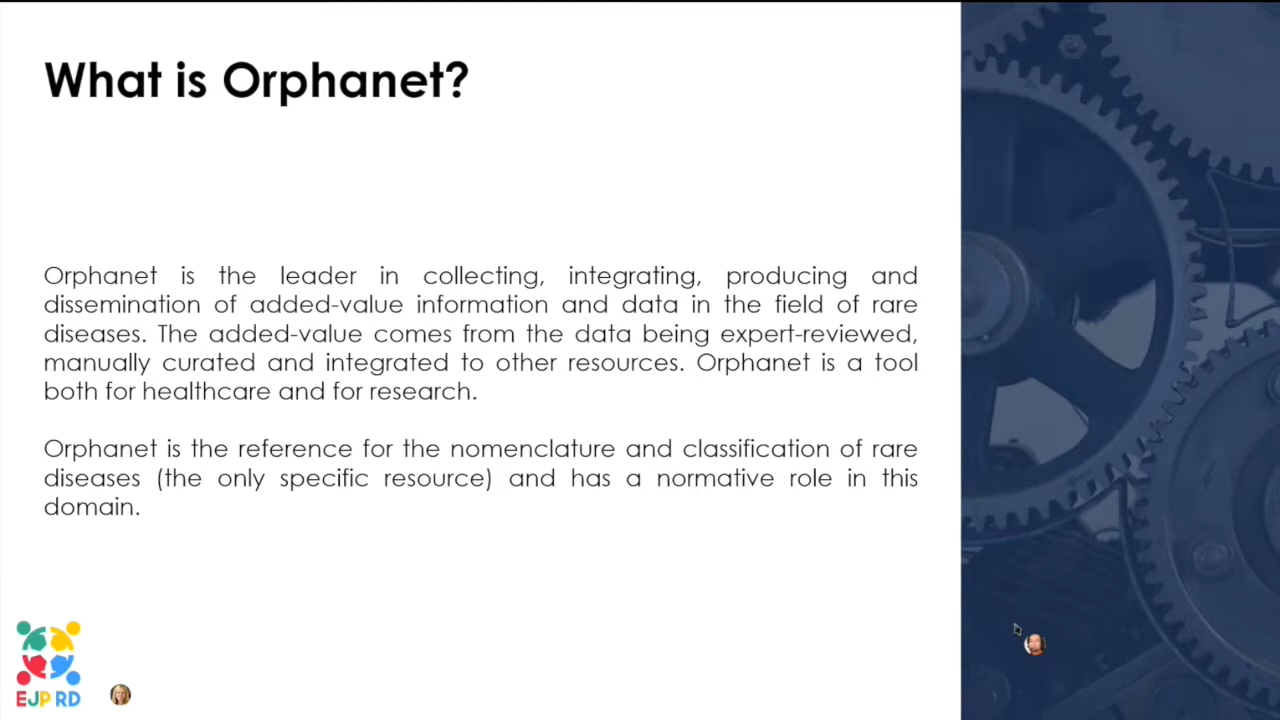 What is Orphanet?
Orphanet is the leader in collecting, integrating, producing and
dissemination of added-value information and data in the field of rare
diseases. The added-value comes from the data being expert-reviewed,
manually curated and integrated to other resources. Orphanet is a tool
both for healthcare and for research.
Orphanet is the reference for the nomenclature and classification of rare
diseases (the only specific resource) and has a normative role in this
domain.
EJP RD